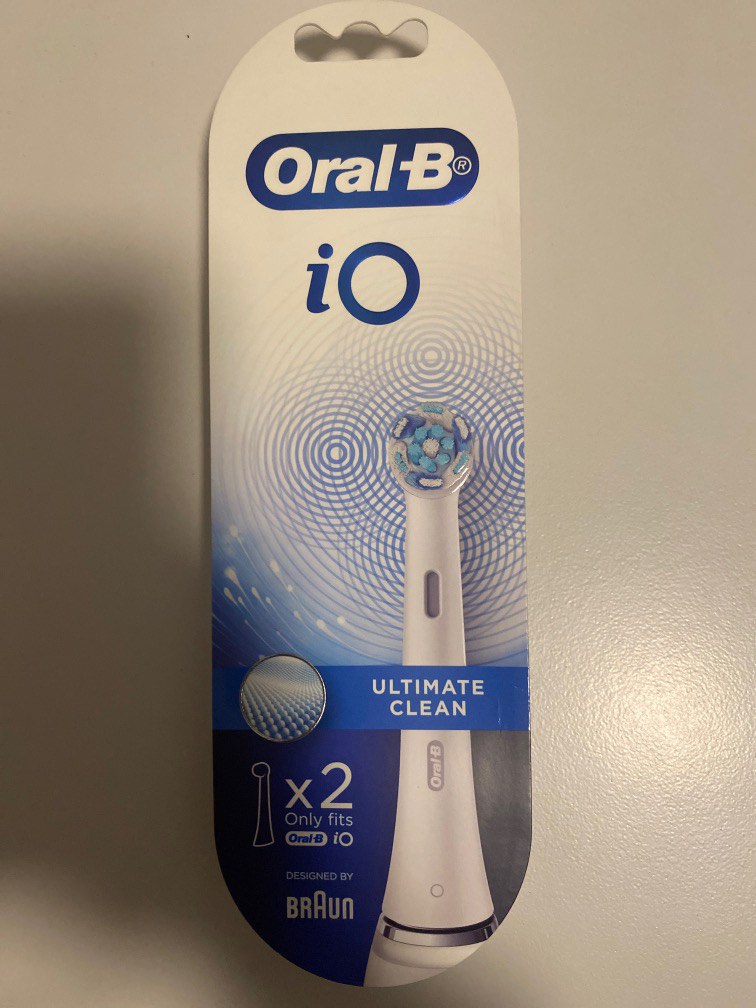 Oral-B®
iO
ULTIMATE
CLEAN
Oral-B
x2
Only fits
Oral-B iO
DESIGNED BY
BRAUN